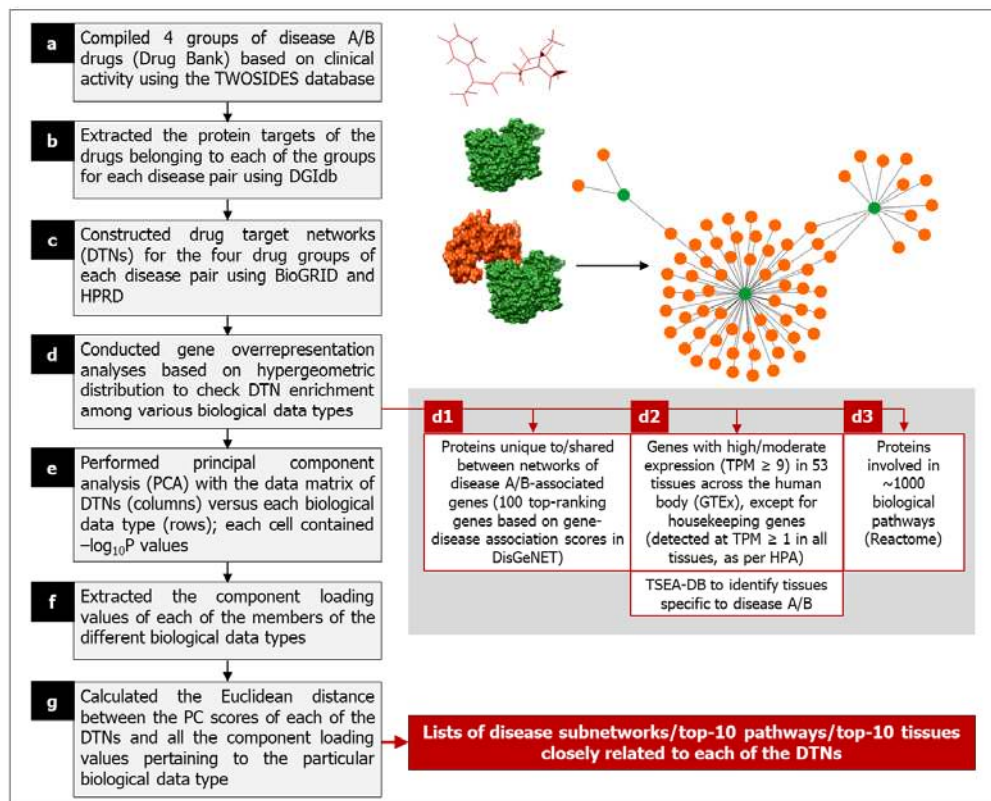 a
Compiled 4 groups of disease A/B
drugs (Drug Bank) based on clinical
activity using the TWOSIDES database
b
Extracted the protein targets of the
drugs belonging to each of the groups
for each disease pair using DGIdb
c
Constructed drug target networks
(DTNs) for the four drug groups of
each disease pair using BioGRID and
HPRD
d
Conducted gene overrepresentation
analyses based on hypergeometric
distribution to check DTN enrichment
among various biological data types
e
Performed principal component
analysis (PCA) with the data matrix of
DTNs (columns) versus each biological
data type (rows); each cell contained
–log₁₀P values
f
Extracted the component loading
values of each of the members of the
different biological data types
g
Calculated the Euclidean distance
between the PC scores of each of the
DTNs and all the component loading
values pertaining to the particular
biological data type
d1
Proteins unique to/shared
between networks of
disease A/B-associated
genes (100 top-ranking
genes based on gene-
disease association scores in
DisGeNET)
d2
Genes with high/moderate
expression (TPM ≥ 9) in 53
tissues across the human
body (GTEx), except for
housekeeping genes
(detected at TPM ≥ 1 in all
tissues, as per HPA)
TSEA-DB to identify tissues
specific to disease A/B
d3
Proteins
involved in
~1000
biological
pathways
(Reactome)
Lists of disease subnetworks/top-10 pathways/top-10 tissues
closely related to each of the DTNs